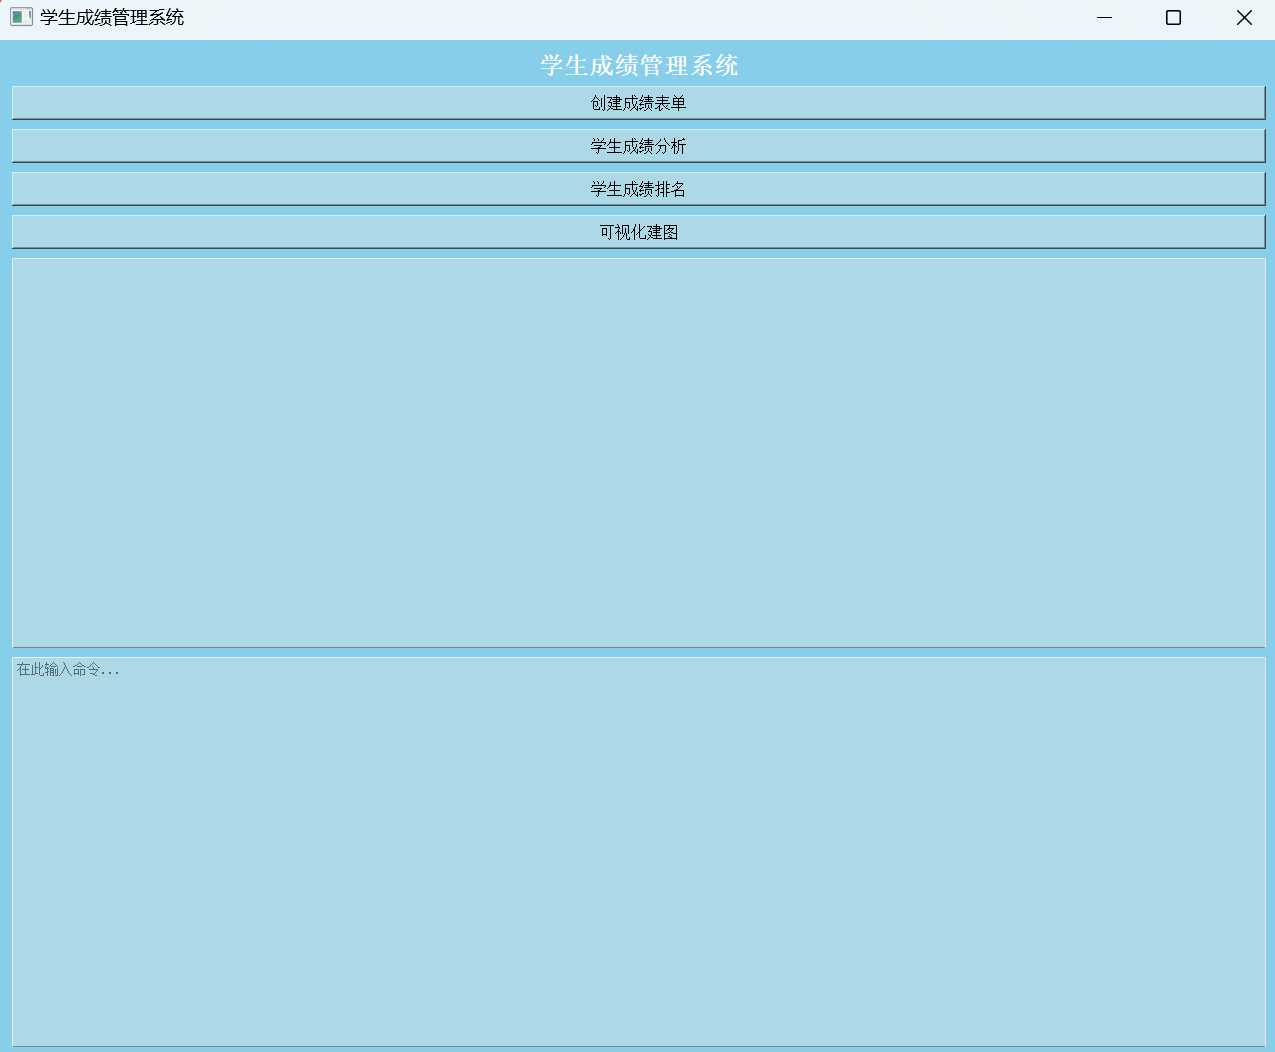 学生成绩管理系统
学生成绩管理系统
创建成绩表单
学生成绩分析
学生成绩排名
可视化建图
在此输入命令...